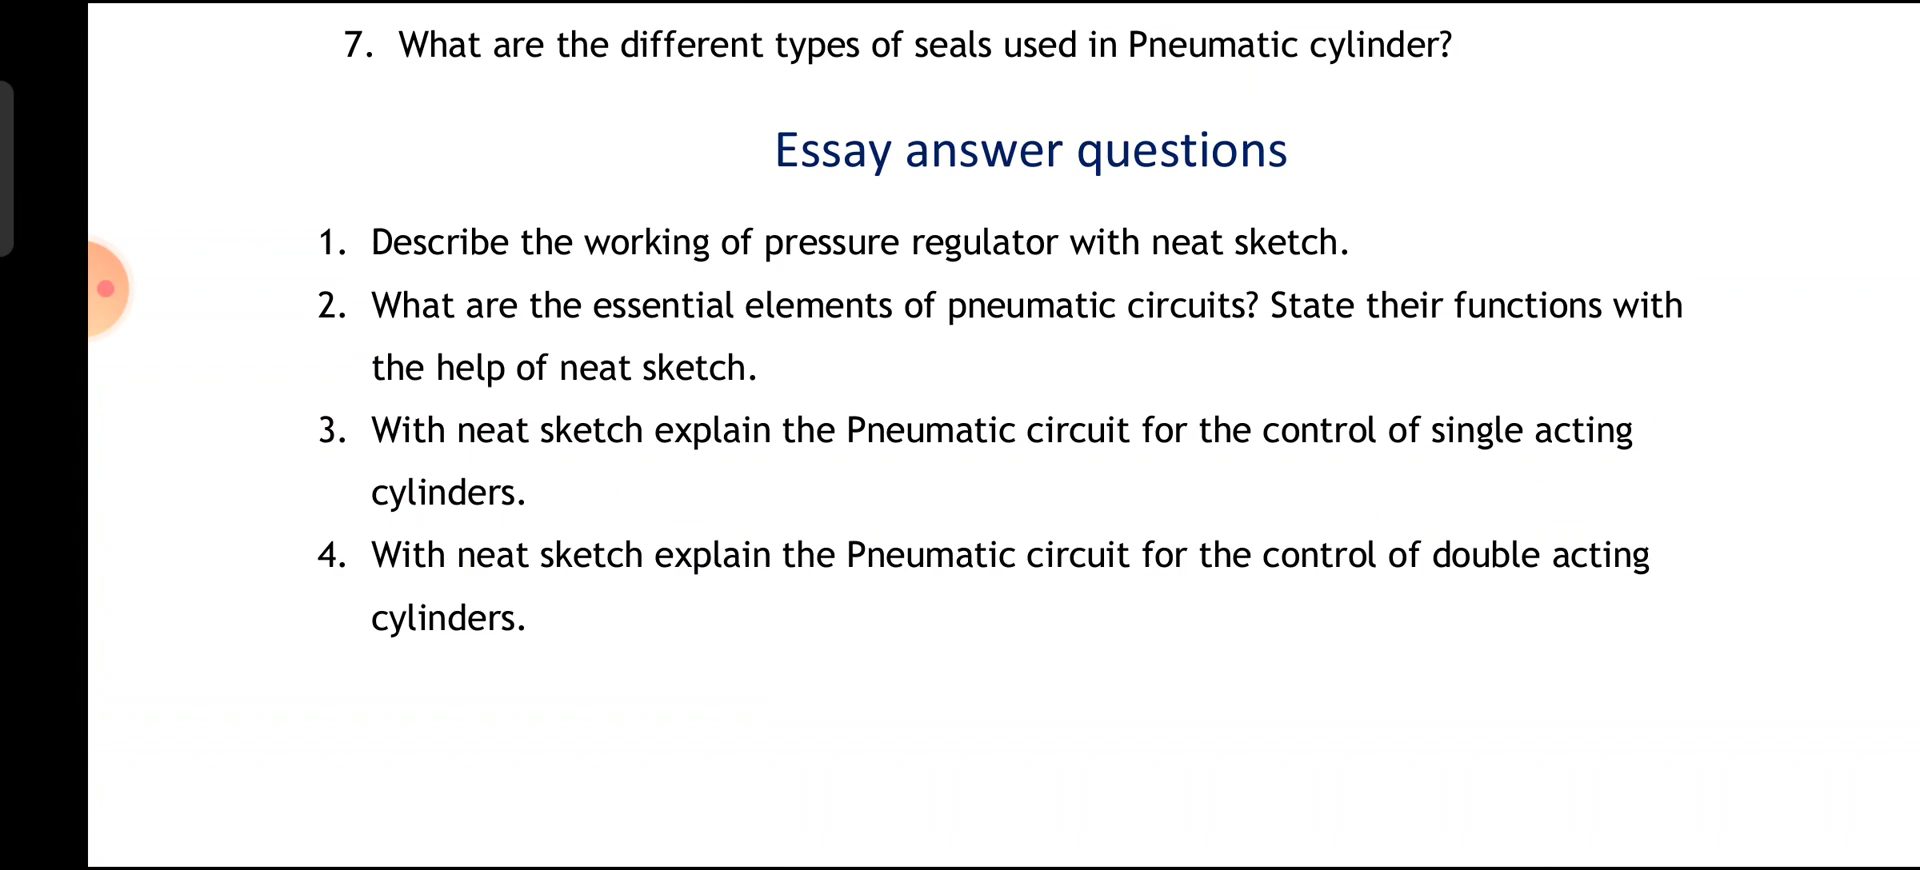 7. What are the different types of seals used in Pneumatic cylinder?
Essay answer questions
1. Describe the working of pressure regulator with neat sketch.
2. What are the essential elements of pneumatic circuits? State their functions with
the help of neat sketch.
3. With neat sketch explain the Pneumatic circuit for the control of single acting
cylinders.
4. With neat sketch explain the Pneumatic circuit for the control of double acting
cylinders.